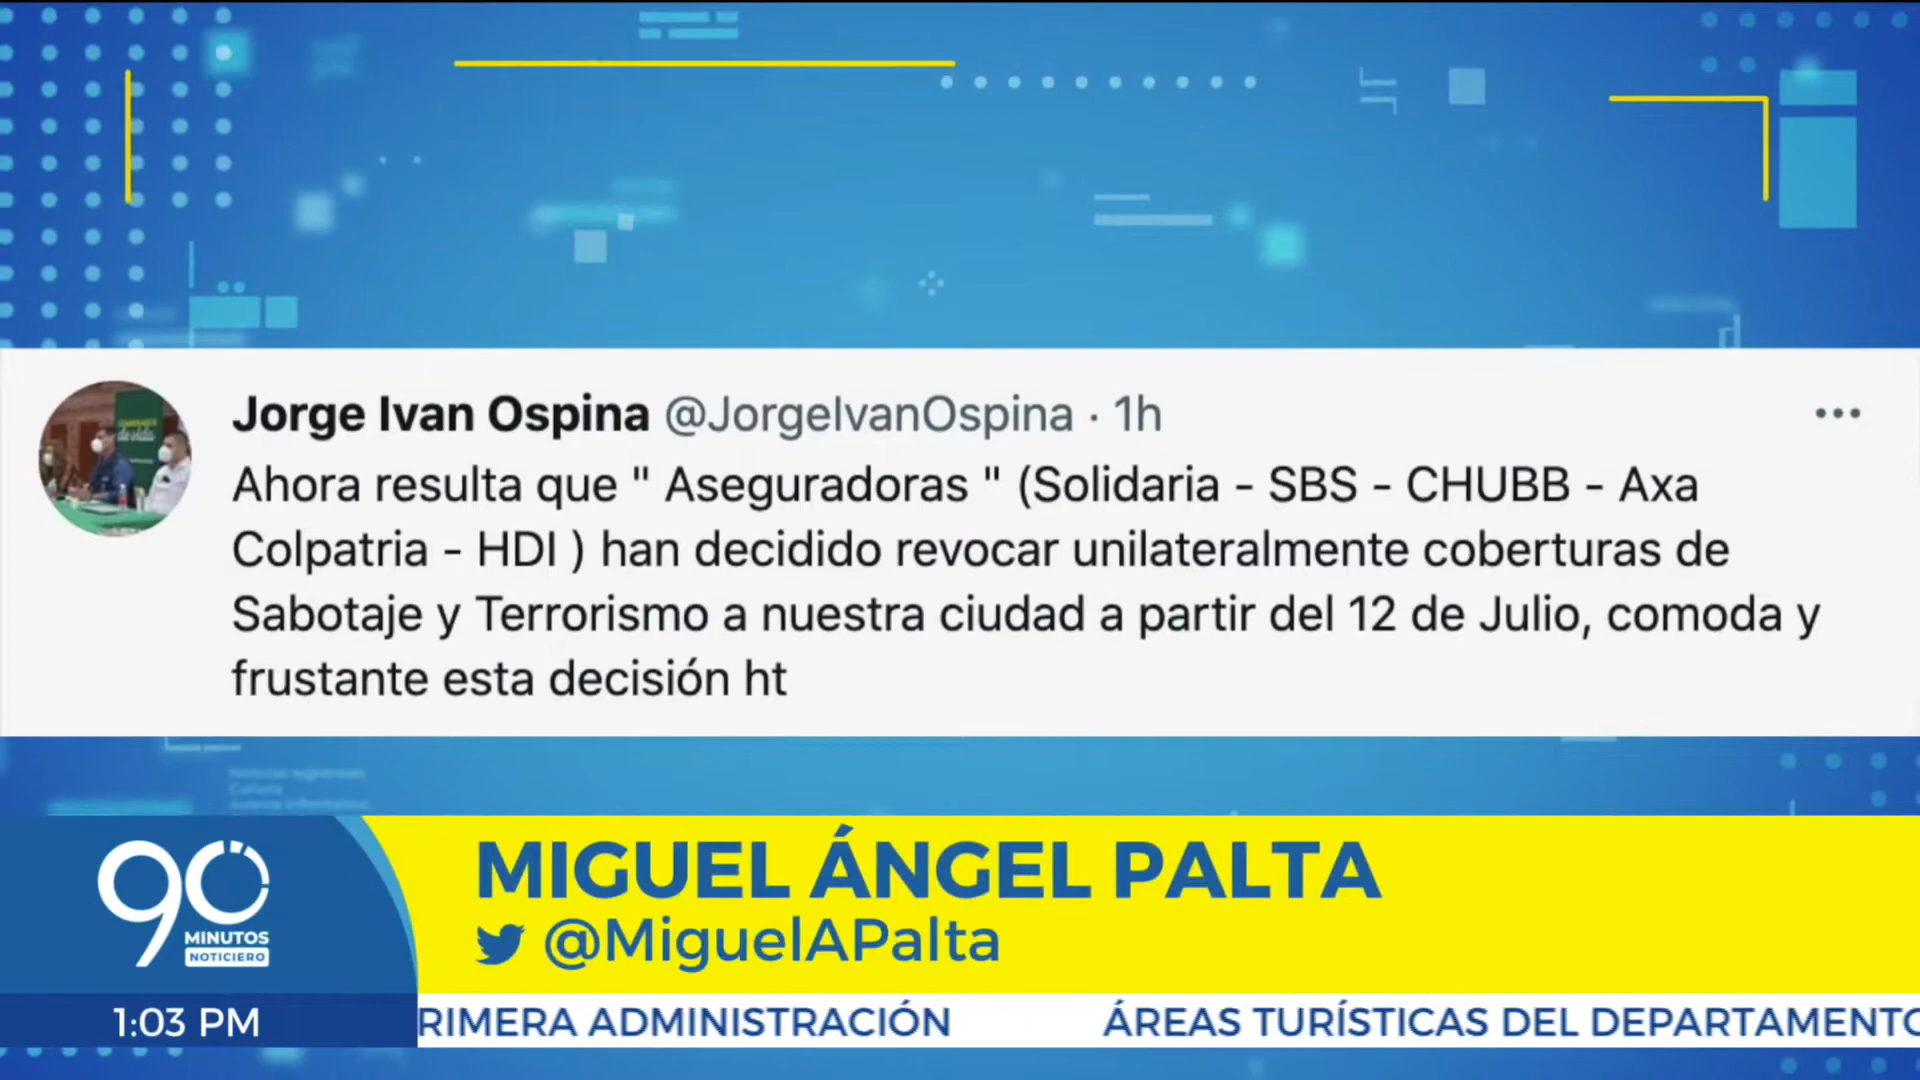 Jorge Ivan Ospina @JorgeIvanOspina · 1h
Ahora resulta que " Aseguradoras " (Solidaria - SBS - CHUBB - Axa
Colpatria - HDI ) han decidido revocar unilateralmente coberturas de
Sabotaje y Terrorismo a nuestra ciudad a partir del 12 de Julio, comoda y
frustante esta decisión ht
90
MINUTOS
NOTICIERO
MIGUEL ÁNGEL PALTA
@MiguelAPalta
1:03 PM
RIMERA ADMINISTRACIÓN ÁREAS TURÍSTICAS DEL DEPARTAMENTO